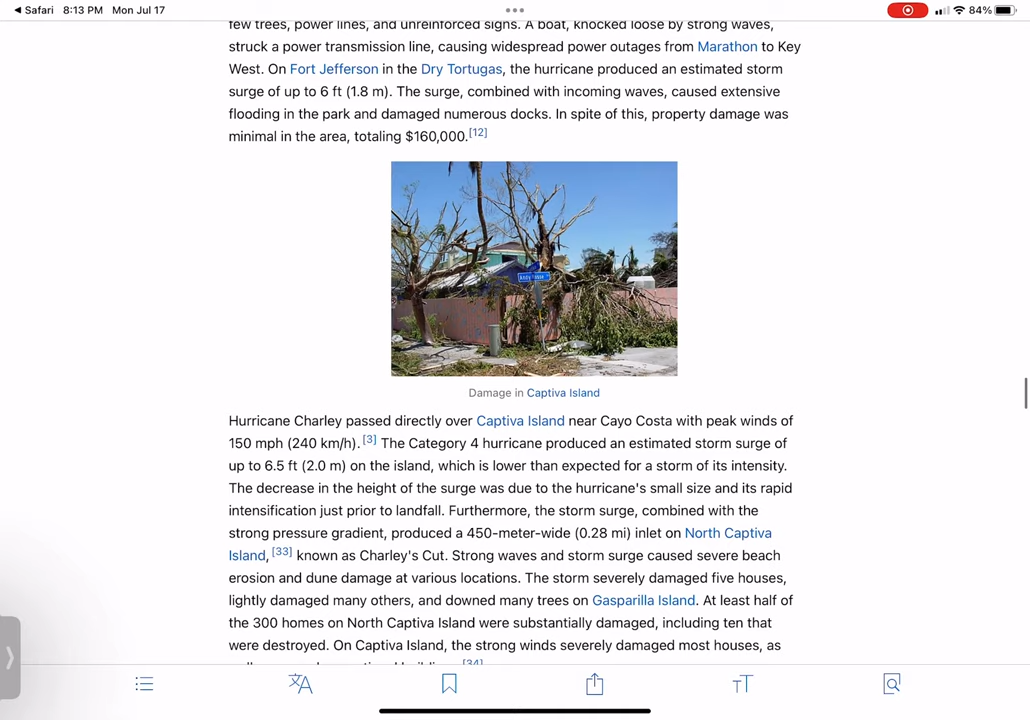 Safari 8:13 PM Mon Jul 17
84%
few trees, power lines, and unreinforced signs. A boat, knocked loose by strong waves,
struck a power transmission line, causing widespread power outages from Marathon to Key
West. On Fort Jefferson in the Dry Tortugas, the hurricane produced an estimated storm
surge of up to 6 ft (1.8 m). The surge, combined with incoming waves, caused extensive
flooding in the park and damaged numerous docks. In spite of this, property damage was
minimal in the area, totaling $160,000.[12]
Damage in Captiva Island
Hurricane Charley passed directly over Captiva Island near Cayo Costa with peak winds of
150 mph (240 km/h).[3] The Category 4 hurricane produced an estimated storm surge of
up to 6.5 ft (2.0 m) on the island, which is lower than expected for a storm of its intensity.
The decrease in the height of the surge was due to the hurricane's small size and its rapid
intensification just prior to landfall. Furthermore, the storm surge, combined with the
strong pressure gradient, produced a 450-meter-wide (0.28 mi) inlet on North Captiva
Island,[33] known as Charley's Cut. Strong waves and storm surge caused severe beach
erosion and dune damage at various locations. The storm severely damaged five houses,
lightly damaged many others, and downed many trees on Gasparilla Island. At least half of
the 300 homes on North Captiva Island were substantially damaged, including ten that
were destroyed. On Captiva Island, the strong winds severely damaged most houses, as
[34]